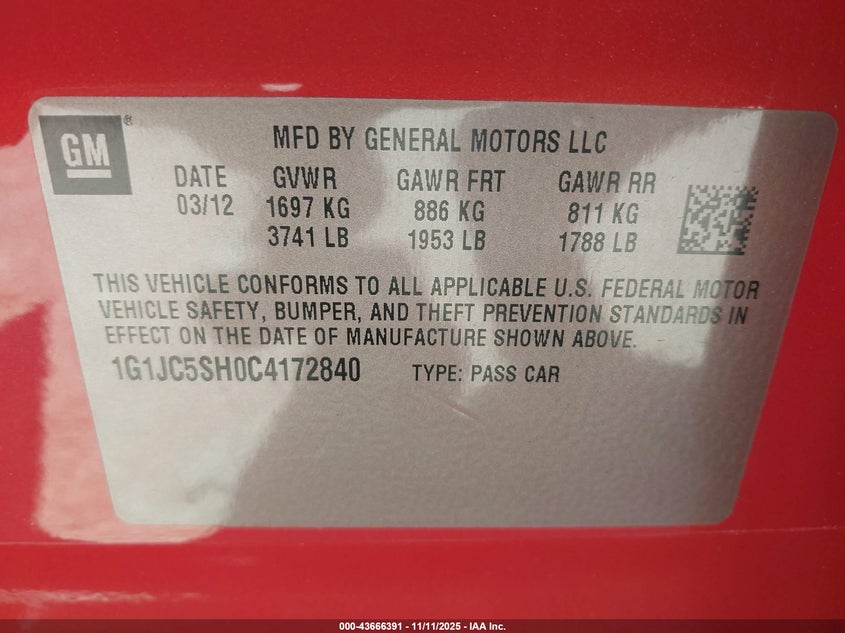 GM®
MFD BY GENERAL MOTORS LLC
DATE GVWR GAWR FRT GAWR RR
03/12 1697 KG 886 KG 811 KG
3741 LB 1953 LB 1788 LB
THIS VEHICLE CONFORMS TO ALL APPLICABLE U.S. FEDERAL MOTOR
VEHICLE SAFETY, BUMPER, AND THEFT PREVENTION STANDARDS IN
EFFECT ON THE DATE OF MANUFACTURE SHOWN ABOVE.
1G1JC5SH0C4172840 TYPE: PASS CAR
000-43666391 - 11/11/2025 - IAA Inc.